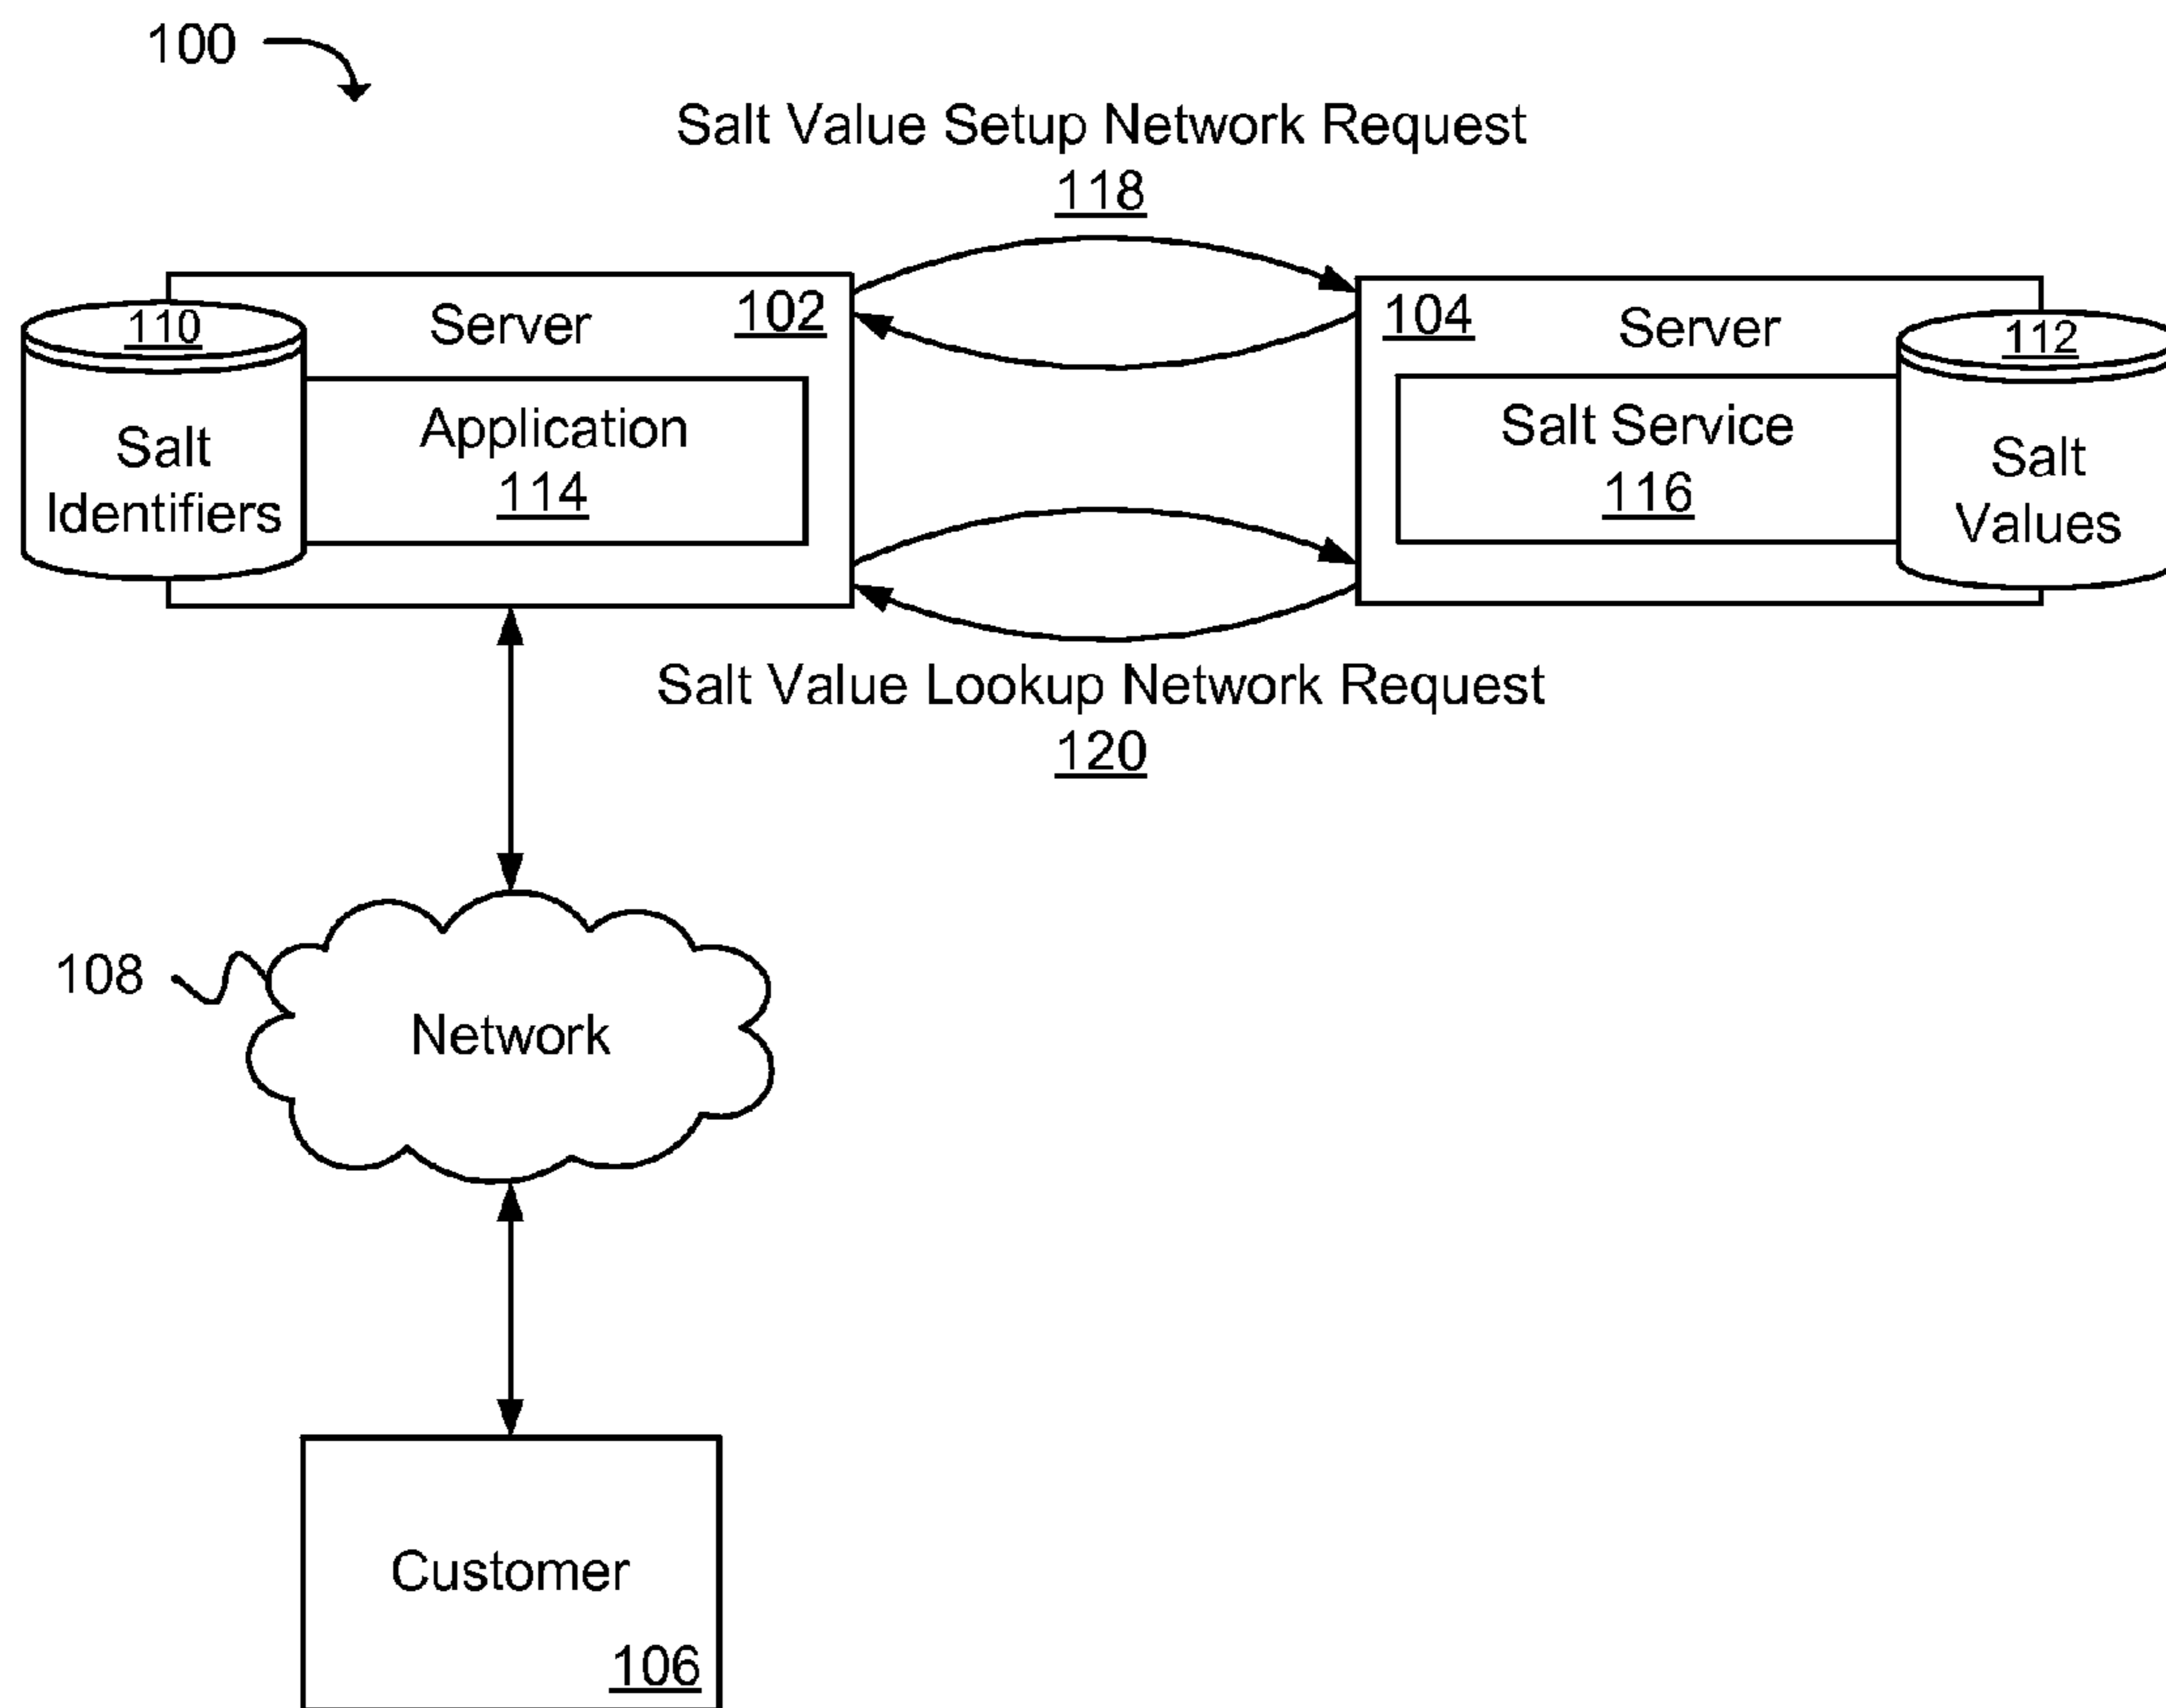 100
Salt Value Setup Network Request
118
110
Server
102
Salt
Identifiers
Application
114
104
Server
112
Salt Service
116
Salt
Values
Salt Value Lookup Network Request
120
108
Network
Customer
106